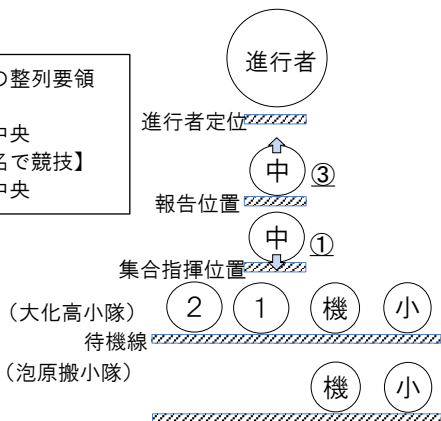 進行者
の整列要領
中央
名で競技】
中央
進行者定位
中 ③
報告位置
中 ①
集合指揮位置
(大化高小隊) 2 1 機 小
待機線
(泡原搬小隊)
機 小